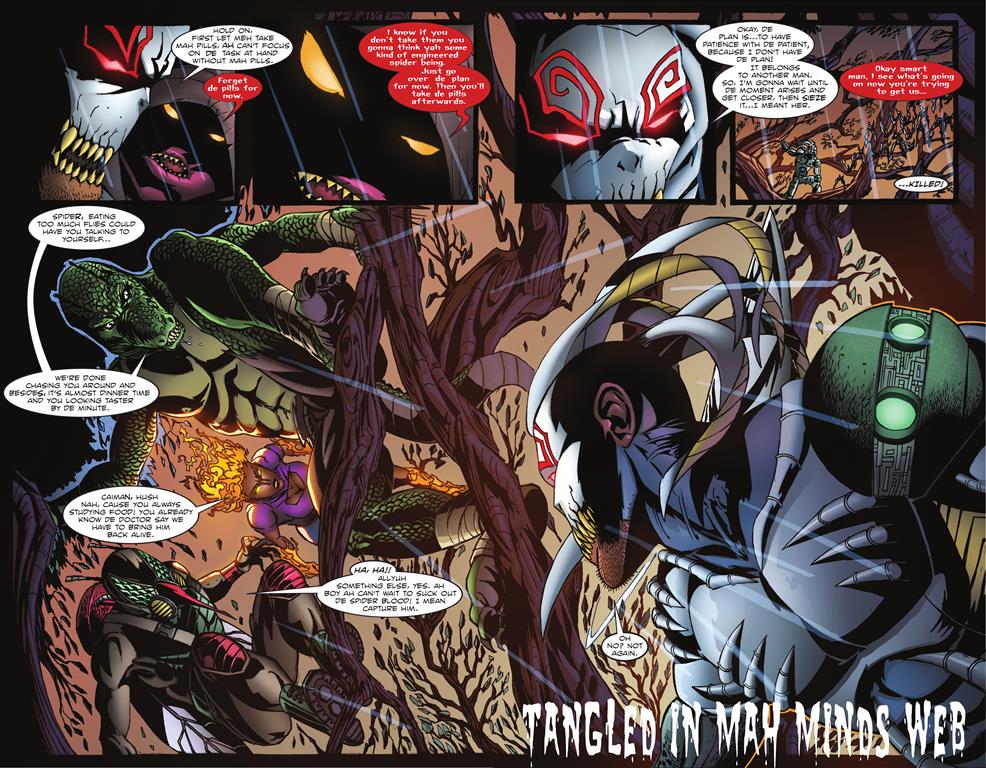 HOLD ON,
FIRST LET MEH TAKE
MAH PILLS. AH CAN'T FOCUS
ON DE TASK AT HAND
WITHOUT MAH PILLS.
Forget
de pills for
now.
I know if you
don't take them you
gonna think yah some
kind of engineered
spider being.
Just go
over de plan
for now. Then you'll
take de pills
afterwards.
OKAY, DE
PLAN IS...TO HAVE
PATIENCE WITH DE PATIENT,
BECAUSE I DON'T HAVE
DE PLAN!
IT BELONGS
TO ANOTHER MAN.
SO, I'M GONNA WAIT UNTIL
DE MOMENT ARISES AND
GET CLOSER, THEN SIEZE
IT...I MEANT HER.
Okay smart
man, I see what's going
on now you're trying
to get us...
...KILLED!
SPIDER, EATING
TOO MUCH FLIES COULD
HAVE YOU TALKING TO
YOURSELF...
WE'RE DONE
CHASING YOU AROUND AND
BESIDES, IT'S ALMOST DINNER TIME
AND YOU LOOKING TASTER
BY DE MINUTE.
CAIMAN, HUSH
NAH, CAUSE YOU ALWAYS
STUDYING FOOD! YOU ALREADY
KNOW DE DOCTOR SAY WE
HAVE TO BRING HIM
BACK ALIVE.
HA, HA!!
ALLYUH
SOMETHING ELSE, YES. AH
BOY AH CAN'T WAIT TO SUCK OUT
DE SPIDER BLOOD! I MEAN
CAPTURE HIM.
OH
NO? NOT
AGAIN.
TANGLED IN MAH MINDS WEB